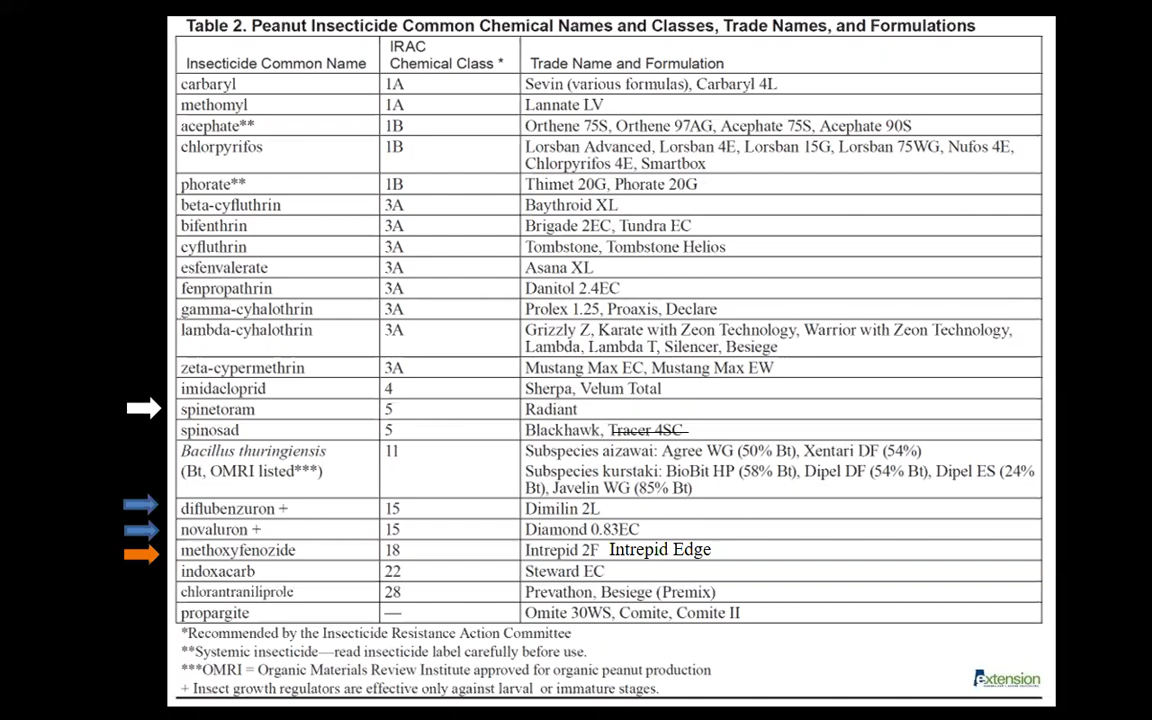 Table 2. Peanut Insecticide Common Chemical Names and Classes, Trade Names, and Formulations
IRAC
Insecticide Common Name Chemical Class * Trade Name and Formulation
carbaryl 1A Sevin (various formulas), Carbaryl 4L
methomyl 1A Lannate LV
acephate** 1B Orthene 75S, Orthene 97AG, Acephate 75S, Acephate 90S
chlorpyrifos 1B Lorsban Advanced, Lorsban 4E, Lorsban 15G, Lorsban 75WG, Nufos 4E,
Chlorpyrifos 4E, Smartbox
phorate** 1B Thimet 20G, Phorate 20G
beta-cyfluthrin 3A Baythroid XL
bifenthrin 3A Brigade 2EC, Tundra EC
cyfluthrin 3A Tombstone, Tombstone Helios
esfenvalerate 3A Asana XL
fenpropathrin 3A Danitol 2.4EC
gamma-cyhalothrin 3A Prolex 1.25, Proaxis, Declare
lambda-cyhalothrin 3A Grizzly Z, Karate with Zeon Technology, Warrior with Zeon Technology,
Lambda, Lambda T, Silencer, Besiege
zeta-cypermethrin 3A Mustang Max EC, Mustang Max EW
imidacloprid 4 Sherpa, Velum Total
spinetoram 5 Radiant
spinosad 5 Blackhawk, Tracer 4SC
Bacillus thuringiensis 11 Subspecies aizawai: Agree WG (50% Bt), Xentari DF (54%)
(Bt, OMRI listed***) Subspecies kurstaki: BioBit HP (58% Bt), Dipel DF (54% Bt), Dipel ES (24%
Bt), Javelin WG (85% Bt)
diflubenzuron + 15 Dimilin 2L
novaluron + 15 Diamond 0.83EC
methoxyfenozide 18 Intrepid 2F Intrepid Edge
indoxacarb 22 Steward EC
chlorantraniliprole 28 Prevathon, Besiege (Premix)
propargite — Omite 30WS, Comite, Comite II
*Recommended by the Insecticide Resistance Action Committee
**Systemic insecticide—read insecticide label carefully before use.
***OMRI = Organic Materials Review Institute approved for organic peanut production
+ Insect growth regulators are effective only against larval or immature stages.
extension